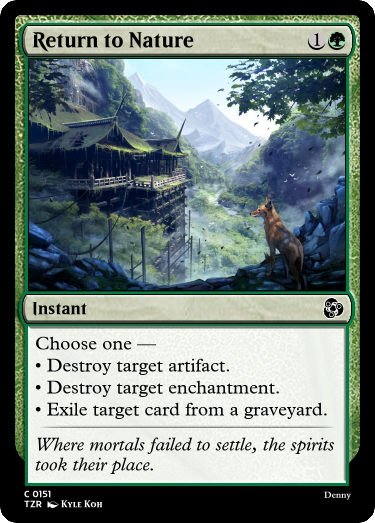 Return to Nature 1
Instant
Choose one —
• Destroy target artifact.
• Destroy target enchantment.
• Exile target card from a graveyard.
Where mortals failed to settle, the spirits
took their place.
C 0151 Denny
TZR Kyle Koh